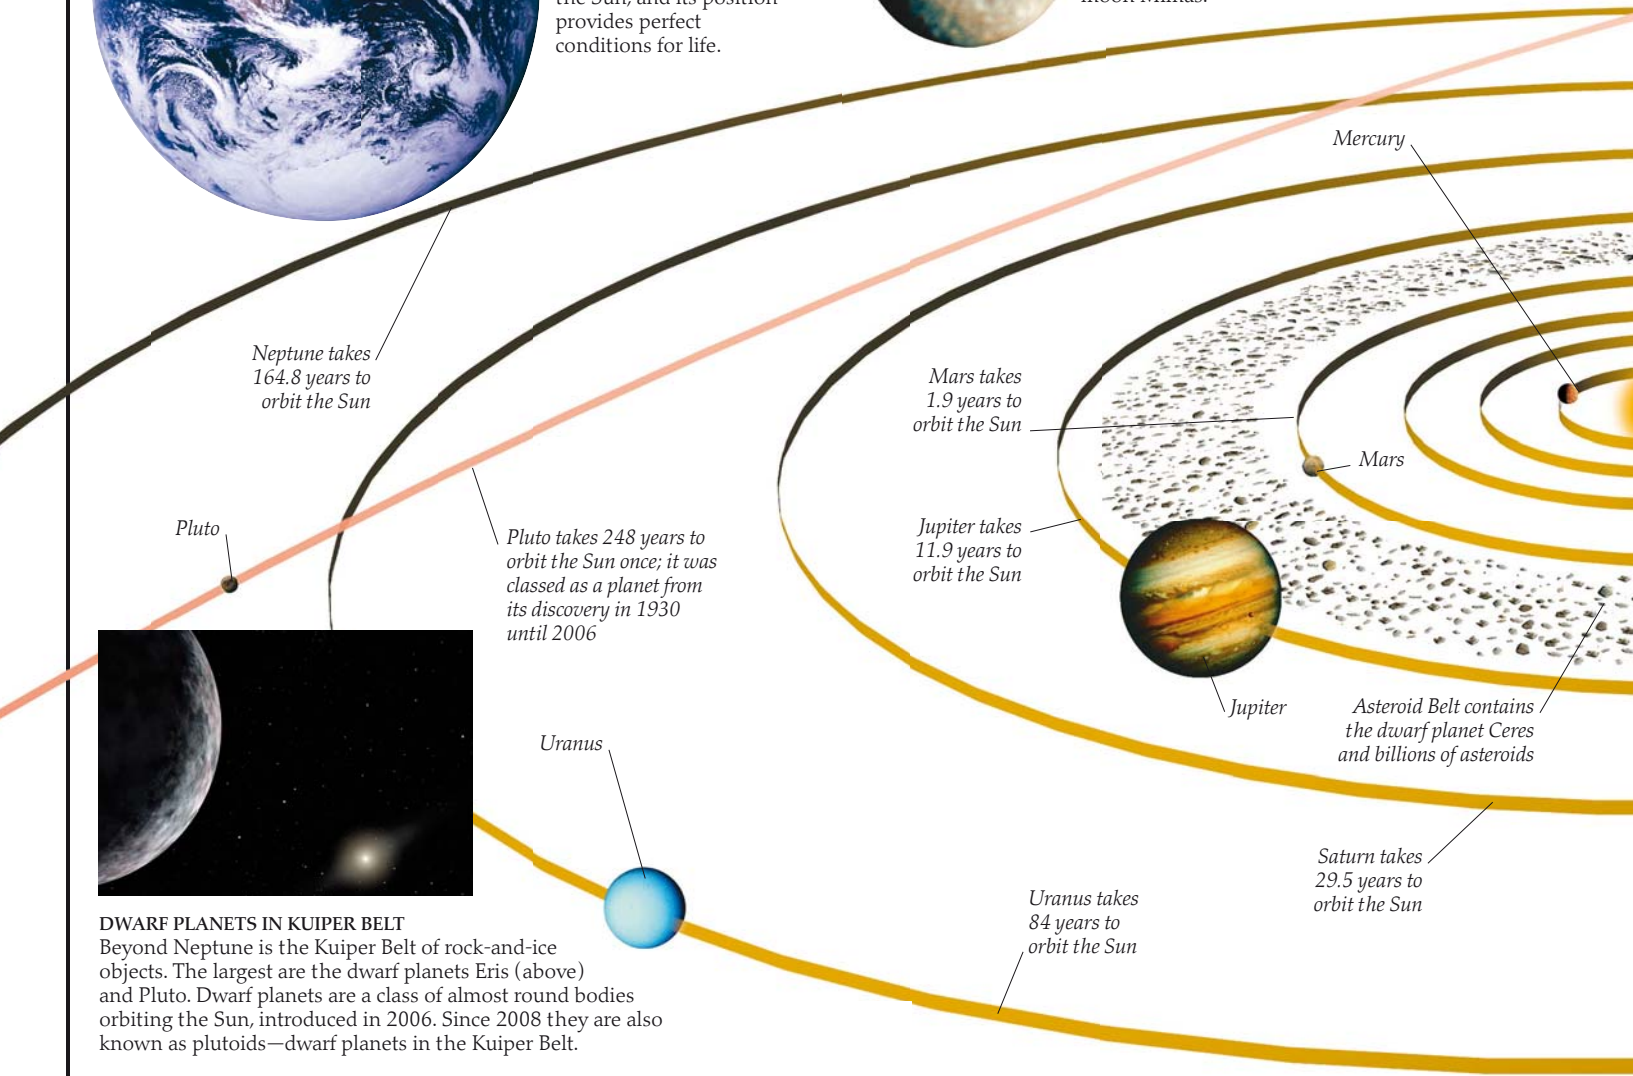 the Sun, and its position
provides perfect
conditions for life.
moon Mimas.
Mercury
Neptune takes
164.8 years to
orbit the Sun
Mars takes
1.9 years to
orbit the Sun
Mars
Pluto
Pluto takes 248 years to
orbit the Sun once; it was
classed as a planet from
its discovery in 1930
until 2006
Jupiter takes
11.9 years to
orbit the Sun
Jupiter
Asteroid Belt contains
the dwarf planet Ceres
and billions of asteroids
Uranus
Saturn takes
29.5 years to
orbit the Sun
Uranus takes
84 years to
orbit the Sun
DWARF PLANETS IN KUIPER BELT
Beyond Neptune is the Kuiper Belt of rock-and-ice
objects. The largest are the dwarf planets Eris (above)
and Pluto. Dwarf planets are a class of almost round bodies
orbiting the Sun, introduced in 2006. Since 2008 they are also
known as plutoids—dwarf planets in the Kuiper Belt.